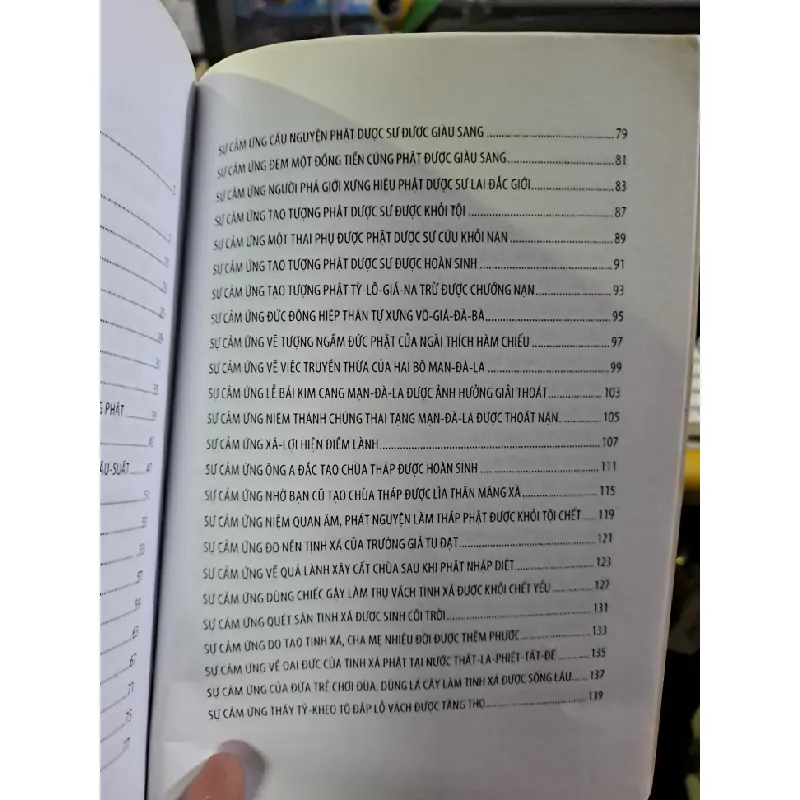 SỰ CẢM ỨNG CẦU NGUYỆN PHẬT DƯỢC SƯ ĐƯỢC GIÀU SANG 79
SỰ CẢM ỨNG ĐEM MỘT ĐỒNG TIỀN CÚNG PHẬT ĐƯỢC GIÀU SANG 81
SỰ CẢM ỨNG NGƯỜI PHÁ GIỚI XƯNG HIỆU PHẬT DƯỢC SƯ LẠI ĐẮC GIỚI 83
SỰ CẢM ỨNG TẠO TƯỢNG PHẬT DƯỢC SƯ ĐƯỢC KHỎI TỘI 87
SỰ CẢM ỨNG MỘT THAI PHỤ ĐƯỢC PHẬT DƯỢC SƯ CỨU KHỎI NẠN 89
SỰ CẢM ỨNG TẠO TƯỢNG PHẬT DƯỢC SƯ ĐƯỢC HOÀN SINH 91
SỰ CẢM ỨNG TẠO TƯỢNG PHẬT TỲ-LÔ-GIÁ-NA TRỪ ĐƯỢC CHƯỚNG NẠN 93
SỰ CẢM ỨNG ĐỨC ĐỒNG HIỆP THÂN TỰ XƯNG VÔ-GIÁ-ĐÀ-BÀ 95
SỰ CẢM ỨNG VẼ TƯỢNG NGẮM ĐỨC PHẬT CỦA NGÀI THÍCH HÀM CHIẾU 97
SỰ CẢM ỨNG VỀ VIỆC TRUYỀN THỪA CỦA HAI BỘ MẠN-ĐÀ-LA 99
SỰ CẢM ỨNG LỄ BÁI KIM CANG MẠN-ĐÀ-LA ĐƯỢC ẢNH HƯỞNG GIẢI THOÁT 103
SỰ CẢM ỨNG NIỆM THÁNH CHÚNG THAI TẠNG MẠN-ĐÀ-LA ĐƯỢC THOÁT NẠN 105
SỰ CẢM ỨNG XÁ-LỢI HIỆN ĐIỀM LÀNH 107
SỰ CẢM ỨNG ÔNG A ĐẮC TẠO CHÙA THÁP ĐƯỢC HOÀN SINH 111
SỰ CẢM ỨNG NHỜ BẠN CŨ TẠO CHÙA THÁP ĐƯỢC LÌA THÂN MÃNG XÀ 115
SỰ CẢM ỨNG NIỆM QUAN ÂM, PHÁT NGUYỆN LÀM THÁP PHẬT ĐƯỢC KHỎI TỘI CHẾT 119
SỰ CẢM ỨNG ĐO NỀN TỊNH XÁ CỦA TRƯỞNG GIẢ TU ĐẠT 121
SỰ CẢM ỨNG VỀ QUẢ LÀNH XÂY CẤT CHÙA SAU KHI PHẬT NHẬP DIỆT 123
SỰ CẢM ỨNG DÙNG CHIẾC GẬY LÀM TRỤ VÁCH TỊNH XÁ ĐƯỢC KHỎI CHẾT YỂU 127
SỰ CẢM ỨNG QUÉT SÂN TỊNH XÁ ĐƯỢC SINH CÕI TRỜI 131
SỰ CẢM ỨNG DO TẠO TỊNH XÁ, CHA MẸ NHIỀU ĐỜI ĐƯỢC THÊM PHƯỚC 133
SỰ CẢM ỨNG VỀ OAI ĐỨC CỦA TỊNH XÁ PHÁT TẠI NƯỚC THẤT-LA-PHIỆT-TẤT-ĐỂ 135
SỰ CẢM ỨNG CỦA ĐỨA TRẺ CHƠI ĐÙA, DÙNG LÁ CÂY LÀM TỊNH XÁ ĐƯỢC SỐNG LÂU 137
SỰ CẢM ỨNG THẦY TỲ-KHEO TÔ ĐẮP LỖ VÁCH ĐƯỢC TĂNG THỌ 139